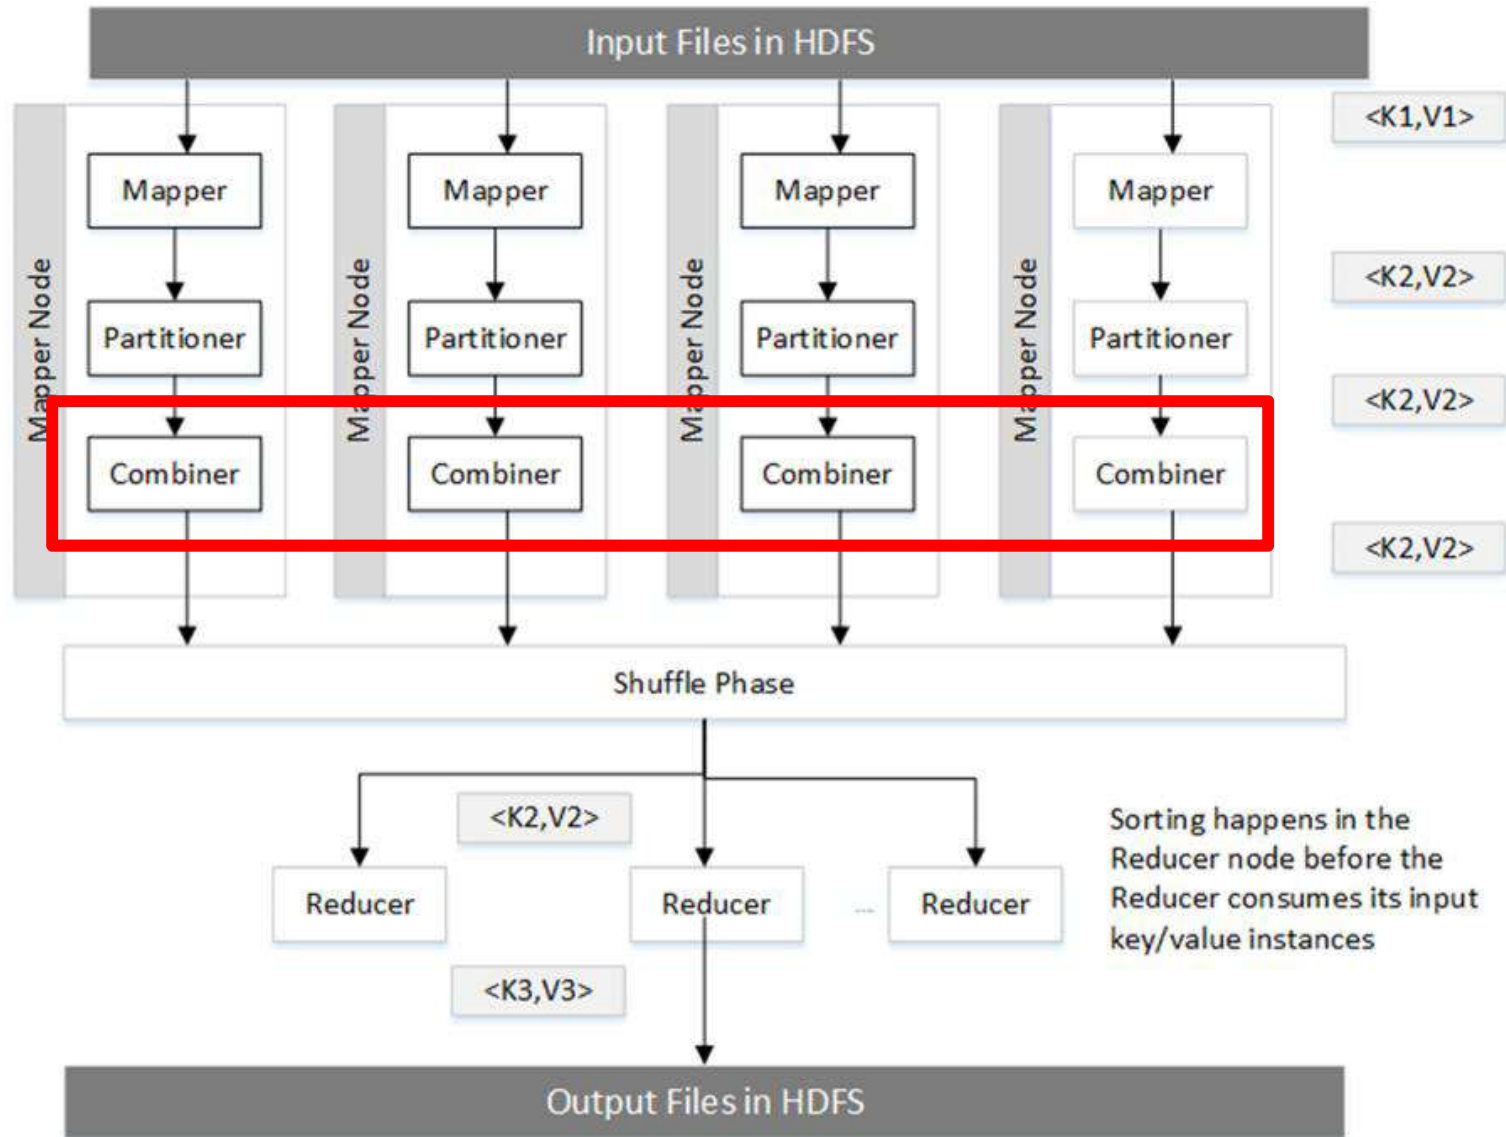 Input Files in HDFS
<K1,V1>
Mapper Mapper Mapper Mapper
<K2,V2>
Mapper Node Mapper Node Mapper Node Mapper Node
Partitioner Partitioner Partitioner Partitioner
<K2,V2>
Combiner Combiner Combiner Combiner
<K2,V2>
Shuffle Phase
<K2,V2>
Reducer Reducer ... Reducer
Sorting happens in the
Reducer node before the
Reducer consumes its input
key/value instances
<K3,V3>
Output Files in HDFS